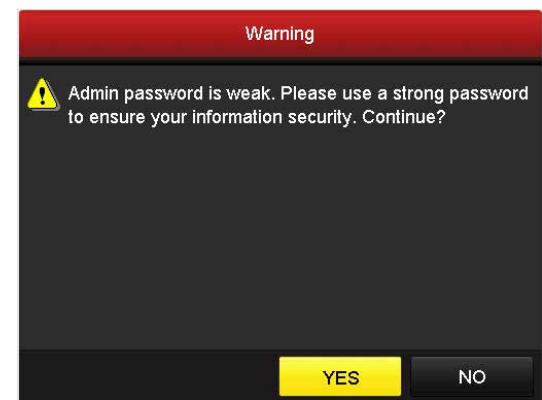 Warning
Admin password is weak. Please use a strong password
to ensure your information security. Continue?
YES
NO